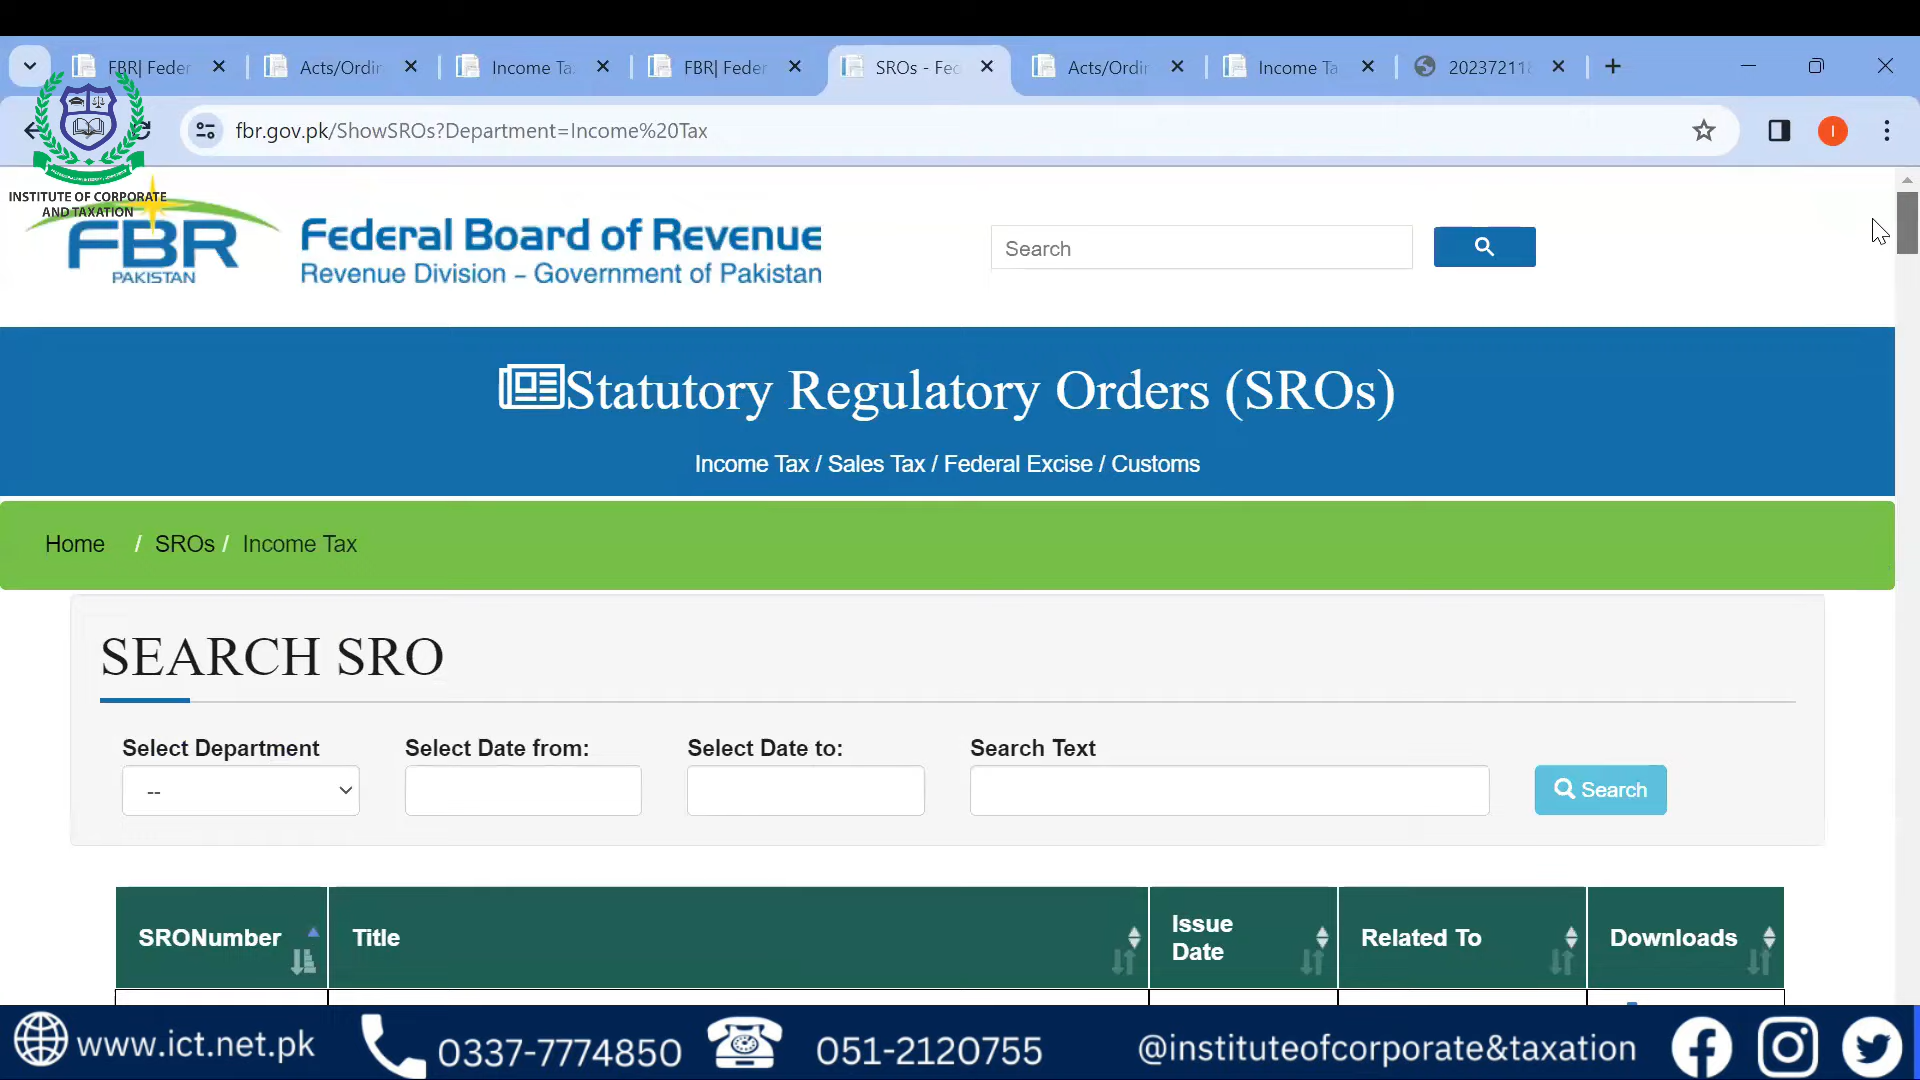 FBR| Feder
Acts/Ordin
Income Ta
FBR| Feder
SROs - Fed
Acts/Ordin
Income Ta
202372118
fbr.gov.pk/ShowSROs?Department=Income%20Tax
I
INSTITUTE OF CORPORATE
AND TAXATION
FBR
PAKISTAN
Federal Board of Revenue
Revenue Division – Government of Pakistan
Search
Statutory Regulatory Orders (SROs)
Income Tax / Sales Tax / Federal Excise / Customs
Home / SROs / Income Tax
SEARCH SRO
Select Department
Select Date from:
Select Date to:
Search Text
--
Search
SRONumber
Title
Issue
Date
Related To
Downloads
www.ict.net.pk
0337-7774850
051-2120755
@instituteofcorporate&taxation